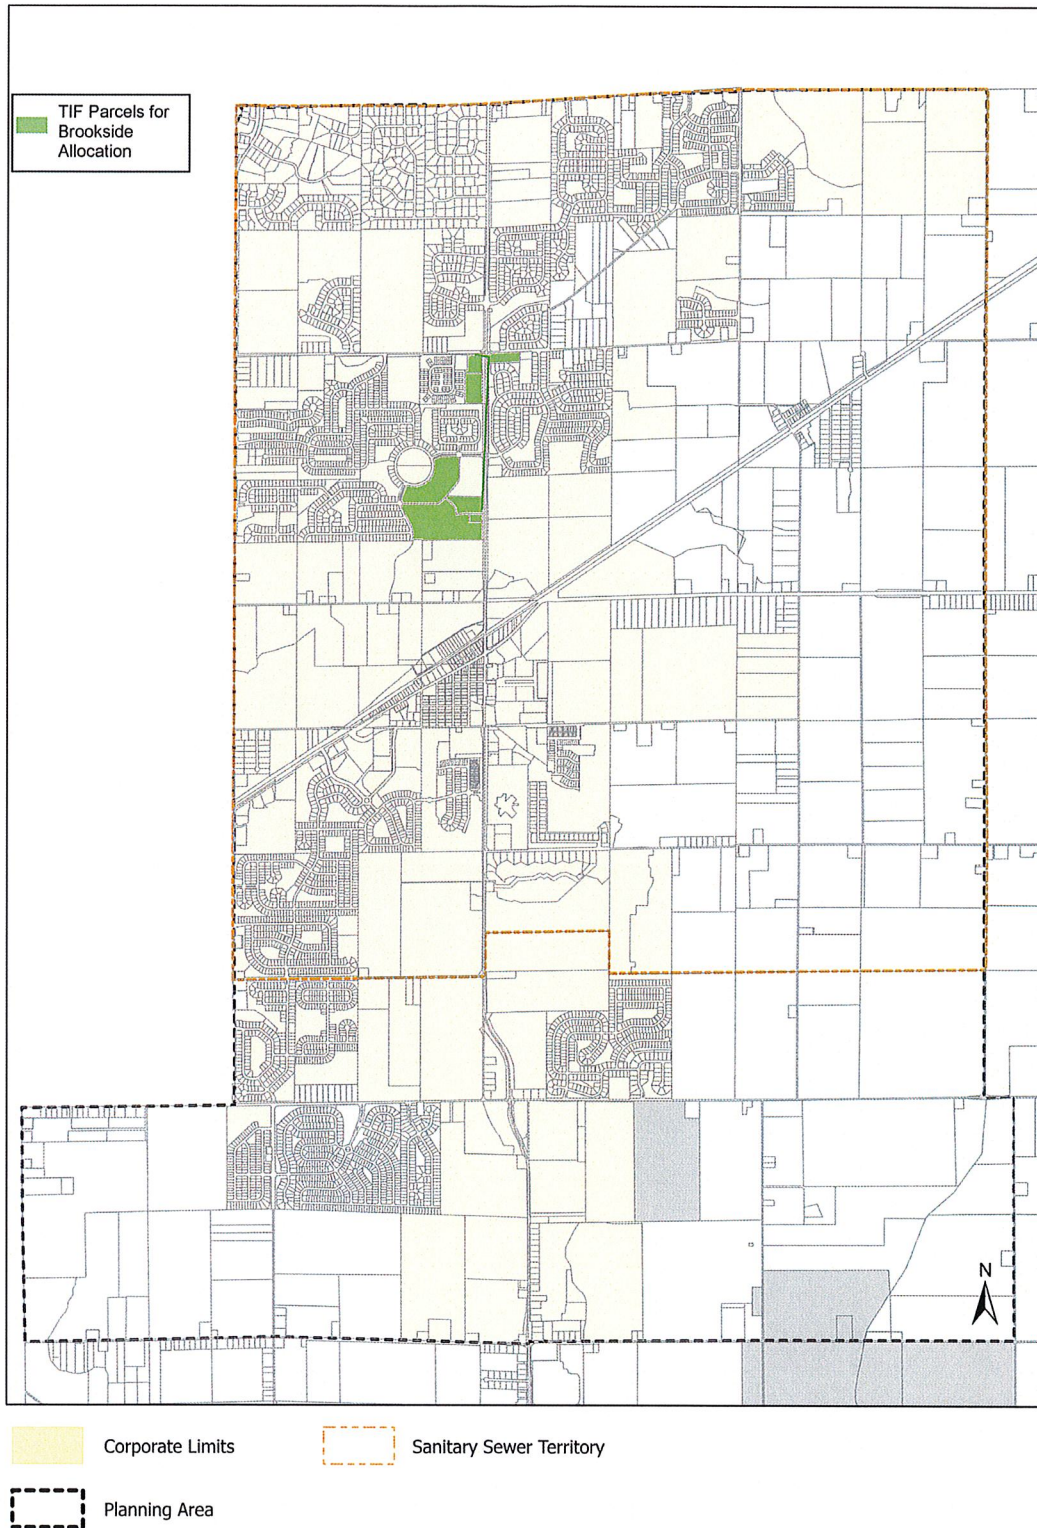 TIF Parcels for
Brookside
Allocation
N
Corporate Limits
Sanitary Sewer Territory
Planning Area